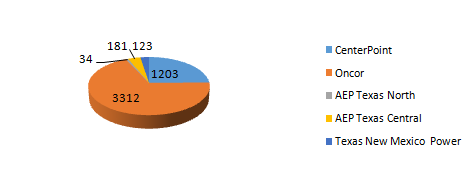 181 123
34
1203
3312
CenterPoint
Oncor
AEP Texas North
AEP Texas Central
Texas New Mexico Power